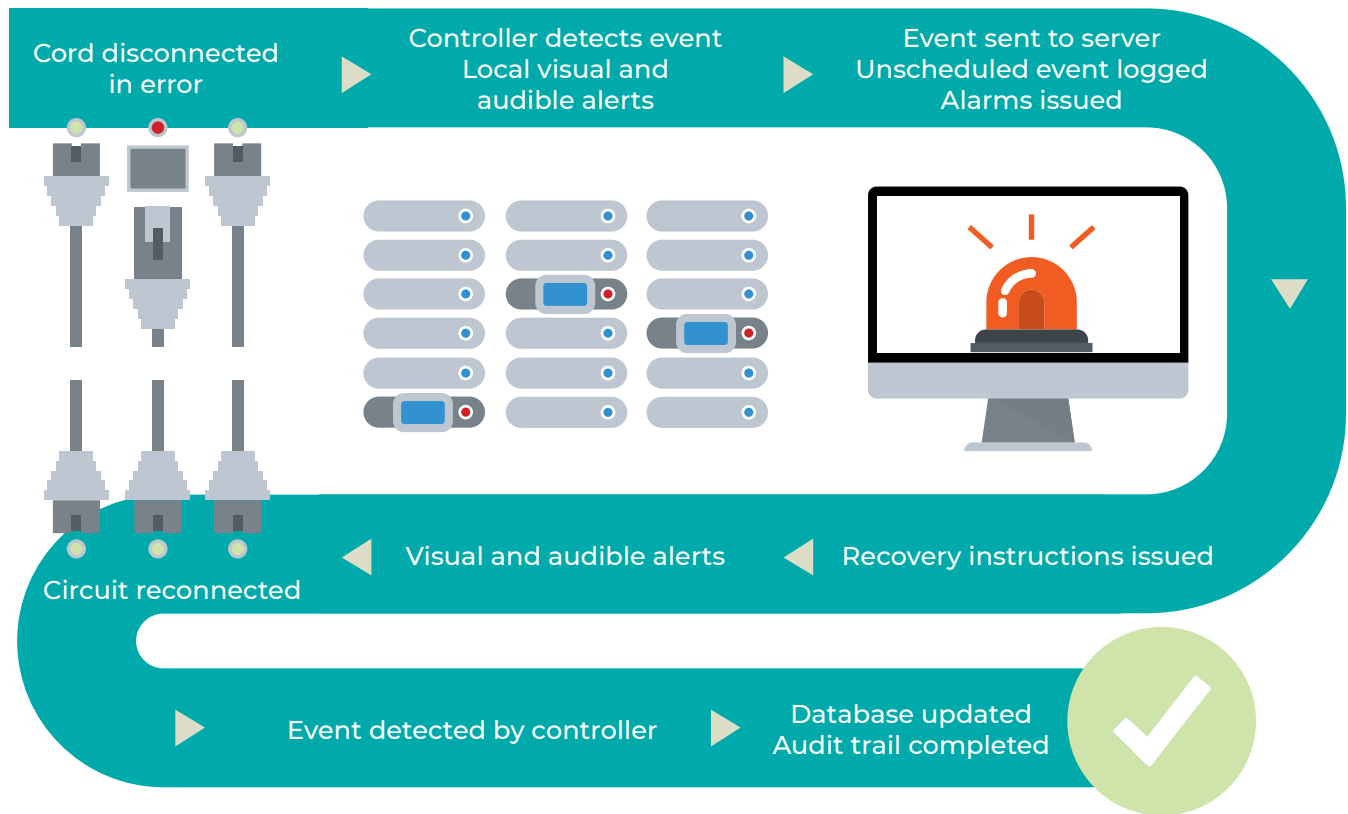 Cord disconnected
in error
Controller detects event
Local visual and
audible alerts
Event sent to server
Unscheduled event logged
Alarms issued
Recovery instructions issued
Visual and audible alerts
Circuit reconnected
Event detected by controller
Database updated
Audit trail completed